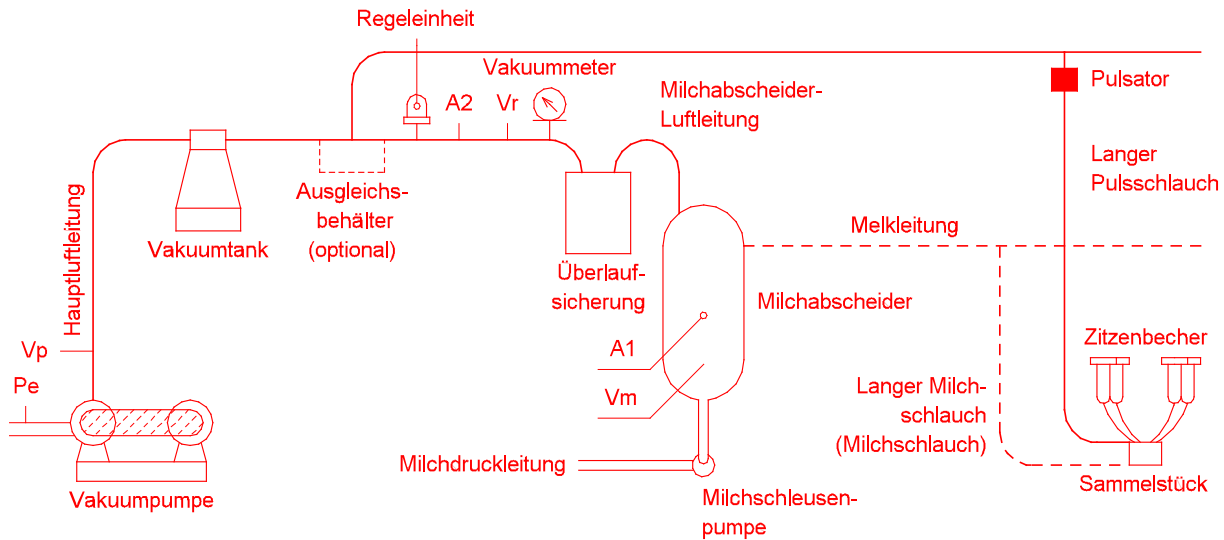 Regeleinheit
Vakuummeter
A2
Vr
Milchabscheider-
Luftleitung
Pulsator
Langer
Pulsschlauch
Ausgleichs-
behälter
(optional)
Vakuumtank
Hauptluftleitung
Überlauf-
sicherung
Melkleitung
Milchabscheider
A1
Vm
Vp
Pe
Vakuumpumpe
Milchdruckleitung
Milchschleusen-
pumpe
Langer Milch-
schlauch
(Milchschlauch)
Zitzenbecher
Sammelstück